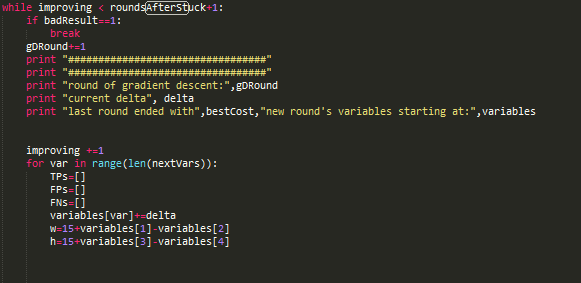 while improving < roundsAfterStuck+1:
if badResult==1:
break
gDRound+=1
print "#################################"
print "#################################"
print "round of gradient descent:",gDRound
print "current delta", delta
print "last round ended with",bestCost,"new round's variables starting at:",variables
improving +=1
for var in range(len(nextVars)):
TPs=[]
FPs=[]
FNs=[]
variables[var]+=delta
w=15+variables[1]-variables[2]
h=15+variables[3]-variables[4]